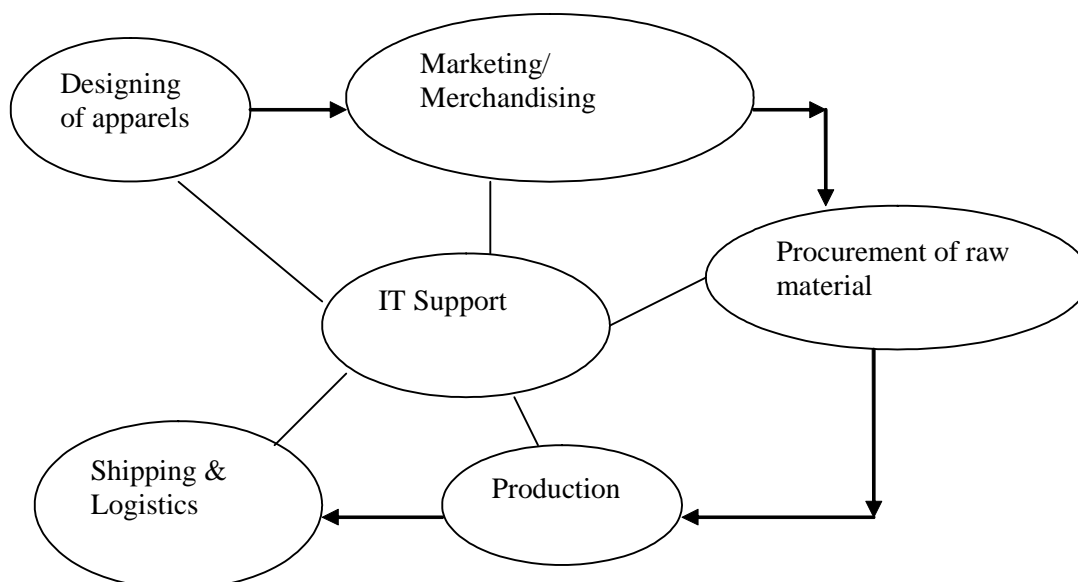 Designing
of apparels
Marketing/
Merchandising
Procurement of raw
material
IT Support
Shipping &
Logistics
Production